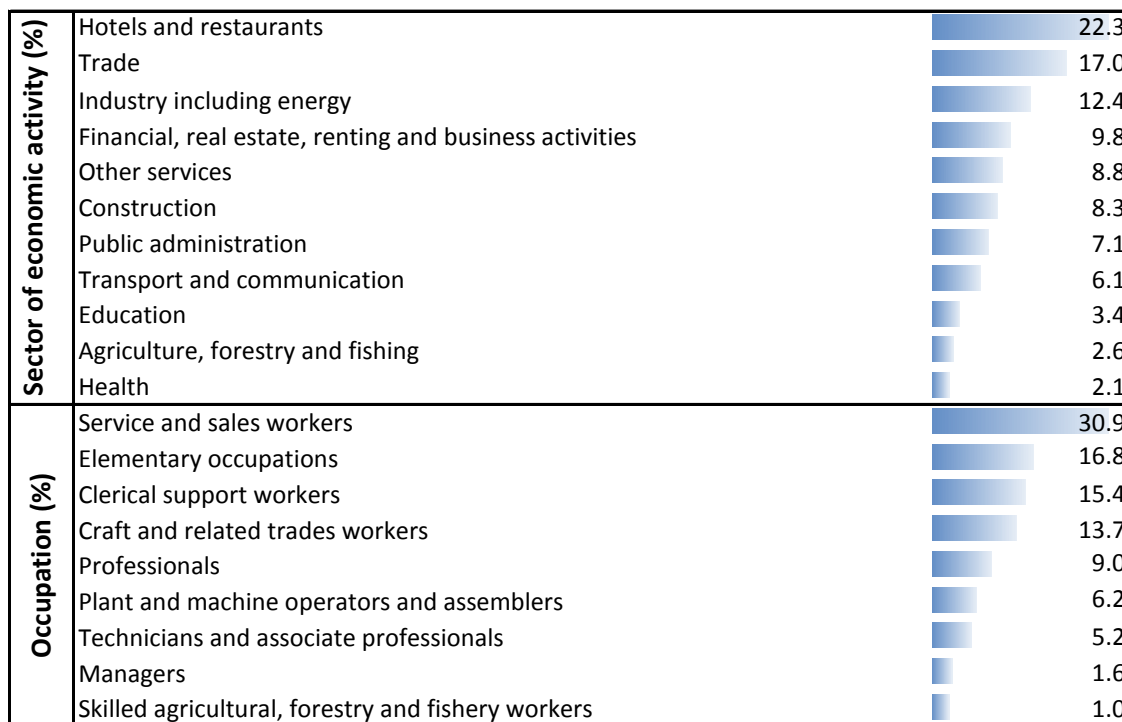 Sector of economic activity (%)
Hotels and restaurants 22.3
Trade 17.0
Industry including energy 12.4
Financial, real estate, renting and business activities 9.8
Other services 8.8
Construction 8.3
Public administration 7.1
Transport and communication 6.1
Education 3.4
Agriculture, forestry and fishing 2.6
Health 2.1
Occupation (%)
Service and sales workers 30.9
Elementary occupations 16.8
Clerical support workers 15.4
Craft and related trades workers 13.7
Professionals 9.0
Plant and machine operators and assemblers 6.2
Technicians and associate professionals 5.2
Managers 1.6
Skilled agricultural, forestry and fishery workers 1.0